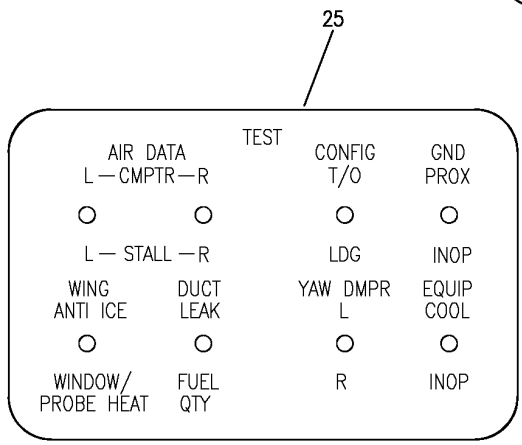 25
TEST
AIR DATA CONFIG GND
L — CMPTR — R T/O PROX
L — STALL — R LDG INOP
WING DUCT YAW DMPR EQUIP
ANTI ICE LEAK L COOL
WINDOW/ FUEL R INOP
PROBE HEAT QTY